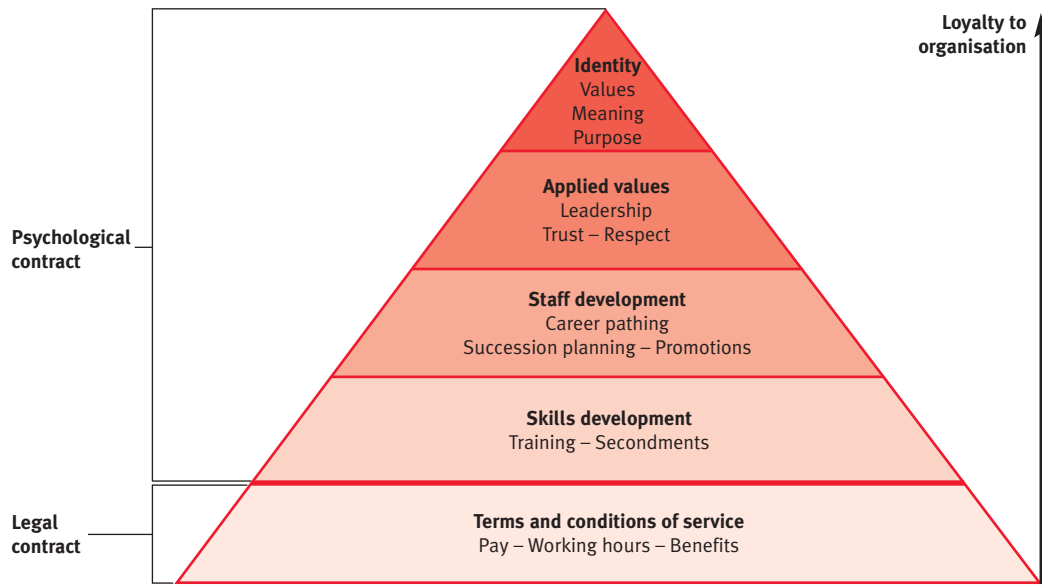 Loyalty to
organisation
Identity
Values
Meaning
Purpose
Applied values
Leadership
Trust – Respect
Psychological
contract
Staff development
Career pathing
Succession planning – Promotions
Skills development
Training – Secondments
Legal
contract
Terms and conditions of service
Pay – Working hours – Benefits